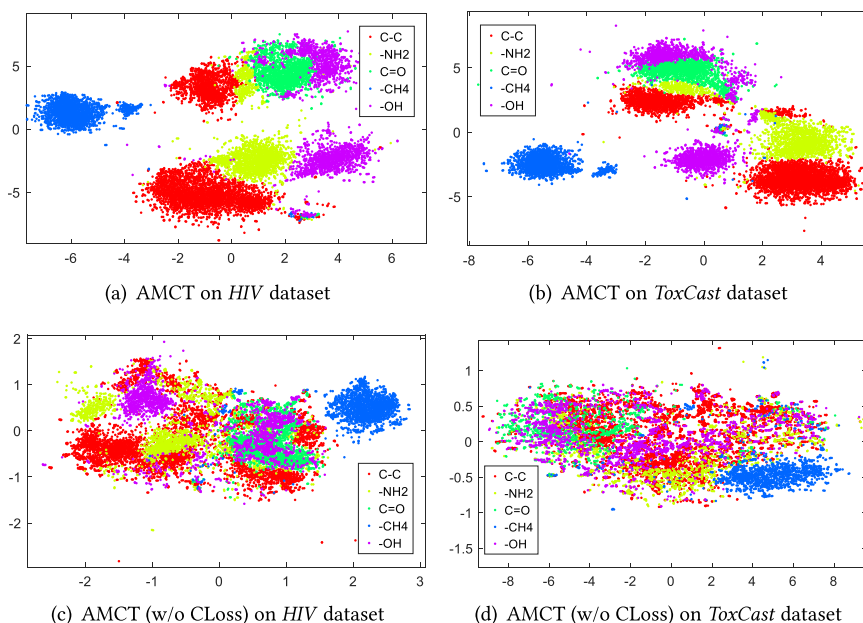 5
0
-5
-6
-4
-2
0
2
4
6
C-C
-NH2
C=O
-CH4
-OH
(a) AMCT on HIV dataset
5
0
-5
-8
-6
-4
-2
0
2
4
C-C
-NH2
C=O
-CH4
-OH
(b) AMCT on ToxCast dataset
2
1
0
-1
-2
-2
-1
0
1
2
3
C-C
-NH2
C=O
-CH4
-OH
(c) AMCT (w/o CLoss) on HIV dataset
1
0.5
0
-0.5
-1
-1.5
-8
-6
-4
-2
0
2
4
6
8
C-C
-NH2
C=O
-CH4
-OH
(d) AMCT (w/o CLoss) on ToxCast dataset